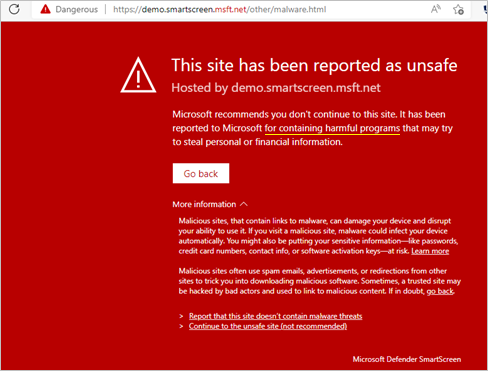 Dangerous | https://demo.smartscreen.msft.net/other/malware.html
This site has been reported as unsafe
Hosted by demo.smartscreen.msft.net
Microsoft recommends you don't continue to this site. It has been
reported to Microsoft for containing harmful programs that may try
to steal personal or financial information.
Go back
More information
Malicious sites, that contain links to malware, can damage your device and disrupt
your ability to use it. If you visit a malicious site, malware could infect your device
automatically. You might also be putting your sensitive information—like passwords,
credit card numbers, contact info, or software activation keys—at risk. Learn more
Malicious sites often use spam emails, advertisements, or redirections from other
sites to trick you into downloading malicious software. Sometimes, a trusted site may
be hacked by bad actors and used to link to malicious content. If in doubt, go back.
> Report that this site doesn't contain malware threats
> Continue to the unsafe site (not recommended)
Microsoft Defender SmartScreen